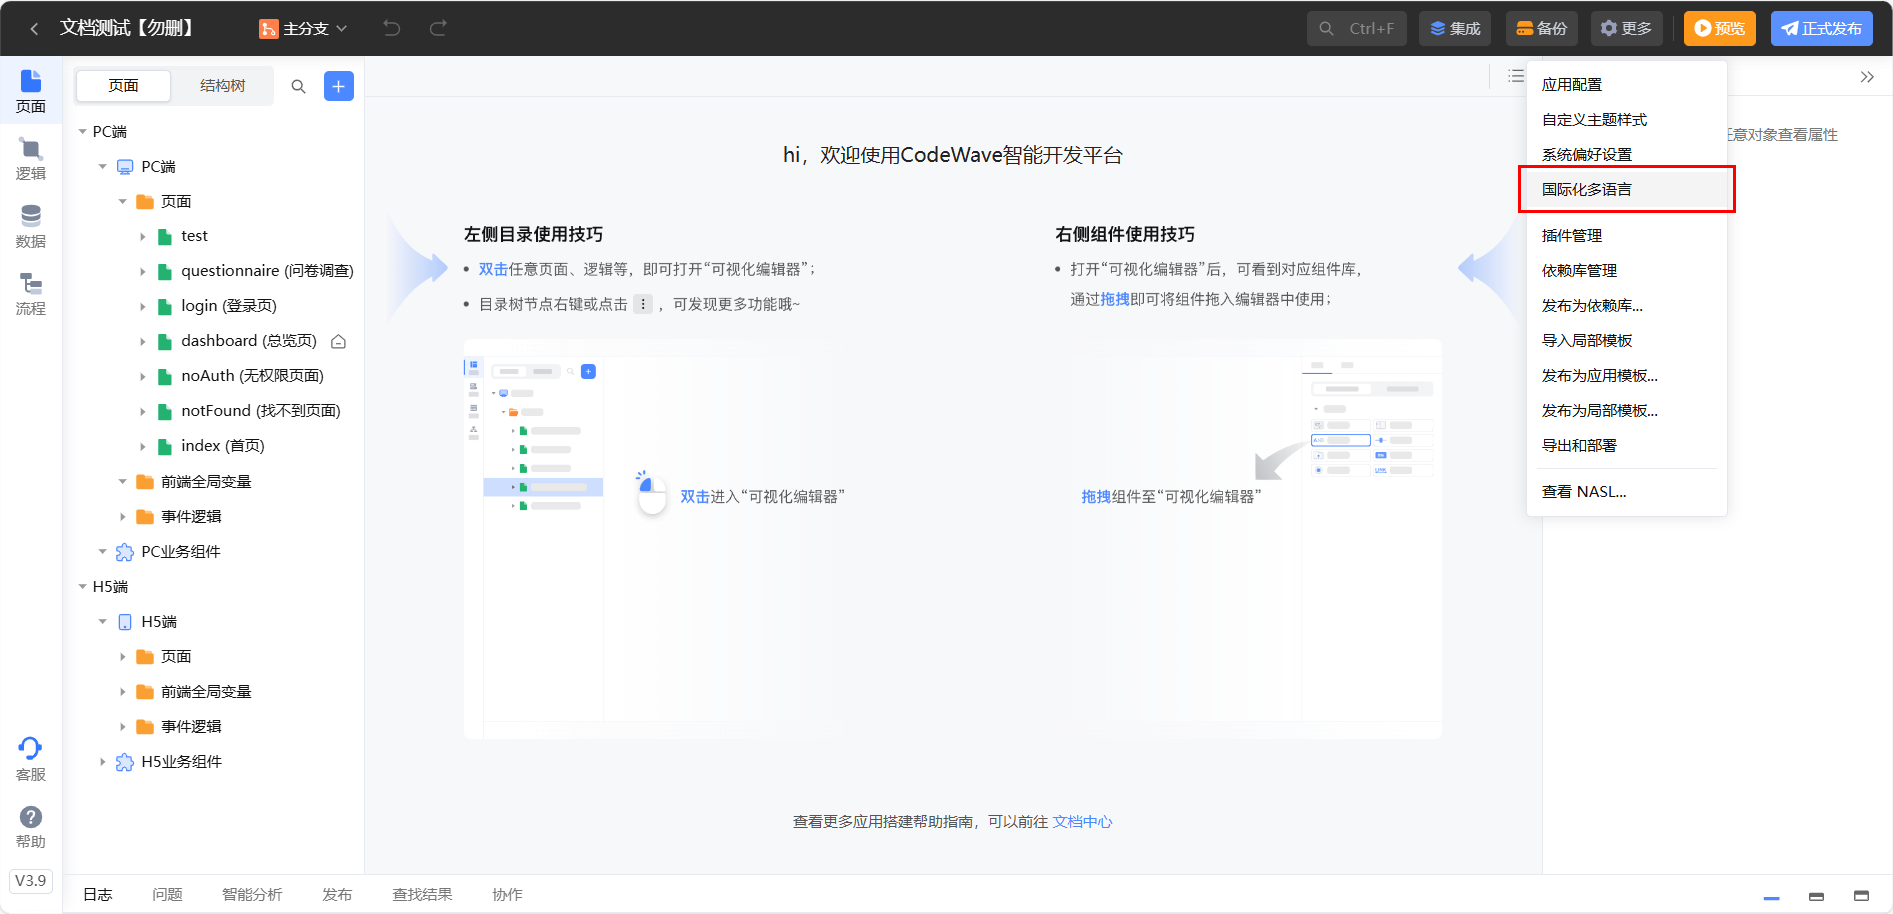 文档测试【勿删】
主分支
Ctrl+F
集成
备份
更多
预览
正式发布
页面
逻辑
数据
流程
客服
帮助
V3.9
页面
结构树
PC端
PC端
页面
test
questionnaire (问卷调查)
login (登录页)
dashboard (总览页)
noAuth (无权限页面)
notFound (找不到页面)
index (首页)
前端全局变量
事件逻辑
PC业务组件
H5端
H5端
页面
前端全局变量
事件逻辑
H5业务组件
hi，欢迎使用CodeWave智能开发平台
左侧目录使用技巧
• 双击任意页面、逻辑等，即可打开“可视化编辑器”；
• 目录树节点右键或点击 ，可发现更多功能哦~
双击进入“可视化编辑器”
右侧组件使用技巧
• 打开“可视化编辑器”后，可看到对应组件库，
通过拖拽即可将组件拖入编辑器中使用；
拖拽组件至“可视化编辑器”
查看更多应用搭建帮助指南，可以前往 文档中心
应用配置
自定义主题样式
系统偏好设置
国际化多语言
插件管理
依赖库管理
发布为依赖库...
导入局部模板
发布为应用模板...
发布为局部模板...
导出和部署
查看 NASL...
任意对象查看属性
日志
问题
智能分析
发布
查找结果
协作